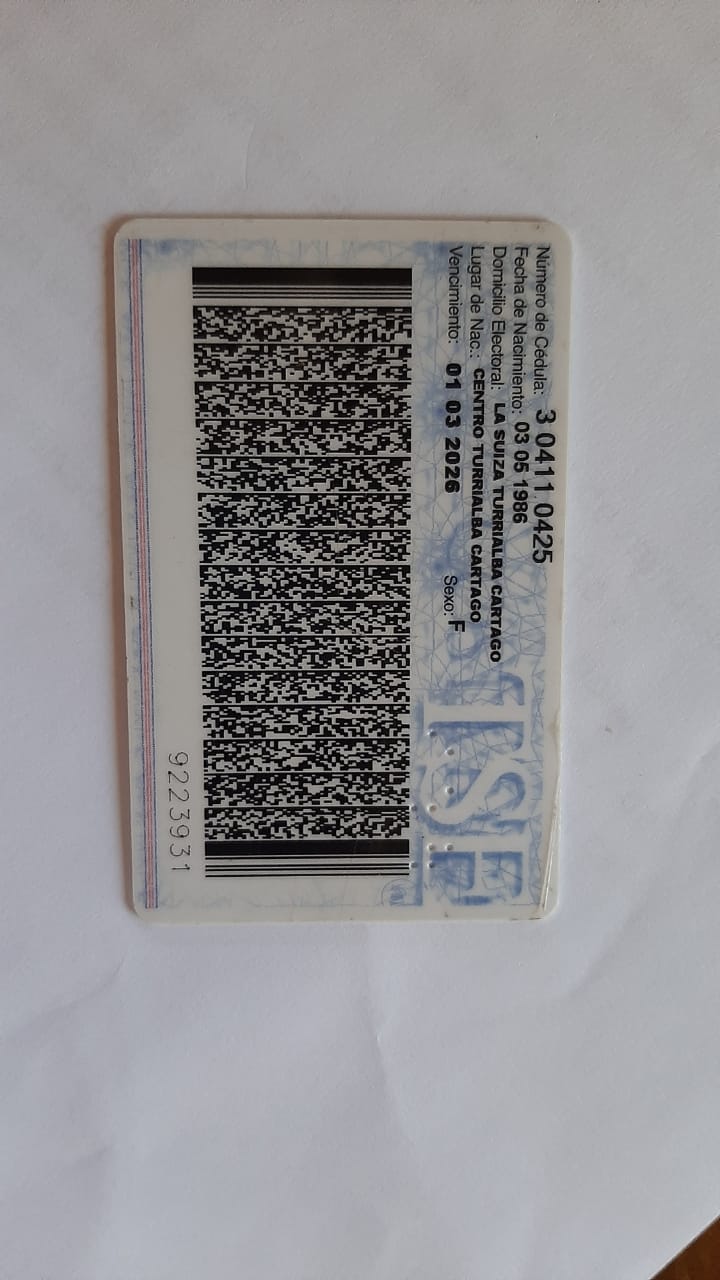 Número de Cédula: 3 0411 0425
Fecha de Nacimiento: 03 05 1986
Domicilio Electoral: LA SUIZA TURRIALBA CARTAGO
Lugar de Nac.: CENTRO TURRIALBA CARTAGO
Vencimiento: 01 03 2026 Sexo: F
TSE
9223931